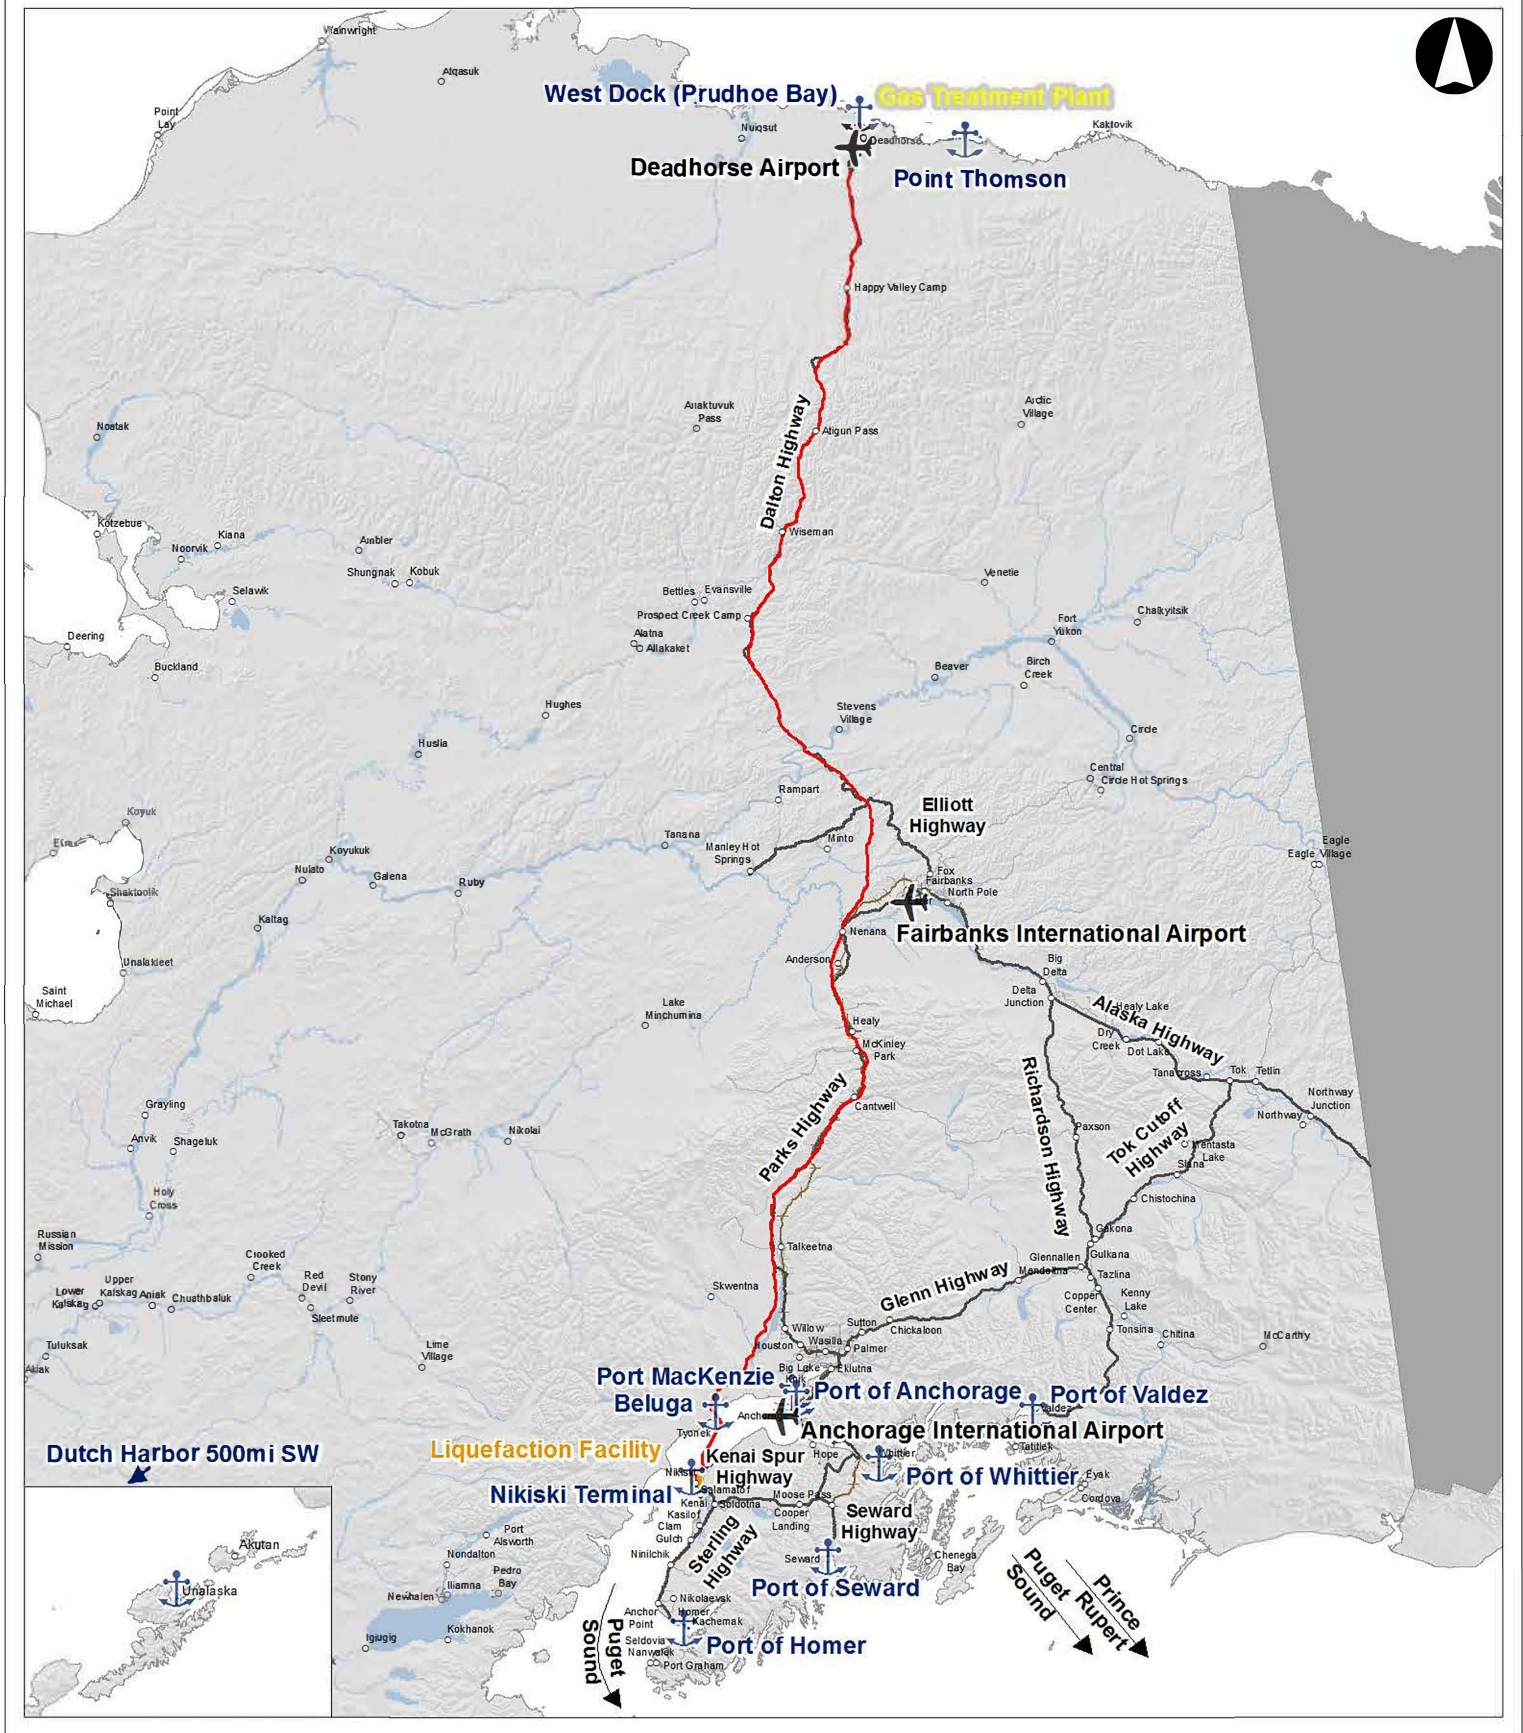 Wainwright
Atqasuk
West Dock (Prudhoe Bay)
Gas Treatment Plant
Point
Lay
Nuiqsut
Kaktovik
Deadhorse
Deadhorse Airport
Point Thomson
Happy Valley Camp
Anaktuvuk
Pass
Arctic
Village
Noatak
Atigun Pass
Dalton Highway
Kotzebue
Wiseman
Kiana
Noorvik
Ambler
Shungnak
Kobuk
Venetie
Selawik
Bettles
Evansville
Prospect Creek Camp
Chalkyitsik
Fort
Yukon
Deering
Alatna
Allakaket
Buckland
Beaver
Birch
Creek
Hughes
Stevens
Village
Huslia
Circle
Central
Circle Hot Springs
Rampart
Elliott
Highway
Koyuk
Tanana
Minto
Manley Hot
Springs
Eagle
Eagle Village
Koyukuk
Nulato
Galena
Ruby
Fox
Fairbanks
North Pole
Shaktoolik
Kaltag
Nenana
Fairbanks International Airport
Anderson
Unalakleet
Big
Delta
Delta
Junction
Saint
Michael
Lake
Minchumina
Healy Lake
Alaska Highway
Healy
Dry
Creek
Dot Lake
McKinley
Park
Tanacross
Tok
Tetlin
Richardson Highway
Northway
Junction
Northway
Parks Highway
Cantwell
Grayling
Takotna
McGrath
Nikolai
Paxson
Tok Cutoff
Highway
Mentasta
Lake
Anvik
Shageluk
Slana
Holy
Cross
Chistochina
Russian
Mission
Gakona
Talkeetna
Gulkana
Glennallen
Mendeltna
Tazlina
Crooked
Creek
Red
Devil
Stony
River
Upper
Kalskag
Lower
Kalskag
Aniak
Chuathbaluk
Sleetmute
Skwentna
Glenn Highway
Copper
Center
Kenny
Lake
Willow
Sutton
Chickaloon
Tonsina
Chitina
McCarthy
Houston
Wasilla
Palmer
Tuluksak
Akiak
Lime
Village
Big Lake
Knik
Eklutna
Port MacKenzie
Beluga
Port of Anchorage
Port of Valdez
Valdez
Tyonek
Anchorage International Airport
Liquefaction Facility
Kenai Spur
Highway
Hope
Whittier
Tatitlek
Dutch Harbor 500mi SW
Port of Whittier
Nikiski
Salamatof
Eyak
Cordova
Nikiski Terminal
Kenai
Soldotna
Moose Pass
Cooper
Landing
Kasilof
Clam
Gulch
Sterling
Highway
Seward
Highway
Port
Alsworth
Akutan
Nondalton
Ninilchik
Seward
Chenega
Bay
Unalaska
Pedro
Bay
Iliamna
Newhalen
Port of Seward
Nikolaevsk
Anchor
Point
Homer
Kachemak
Kokhanok
Igiugig
Seldovia
Nanwalek
Port Graham
Port of Homer
Puget
Sound
Puget
Sound
Prince
Rupert